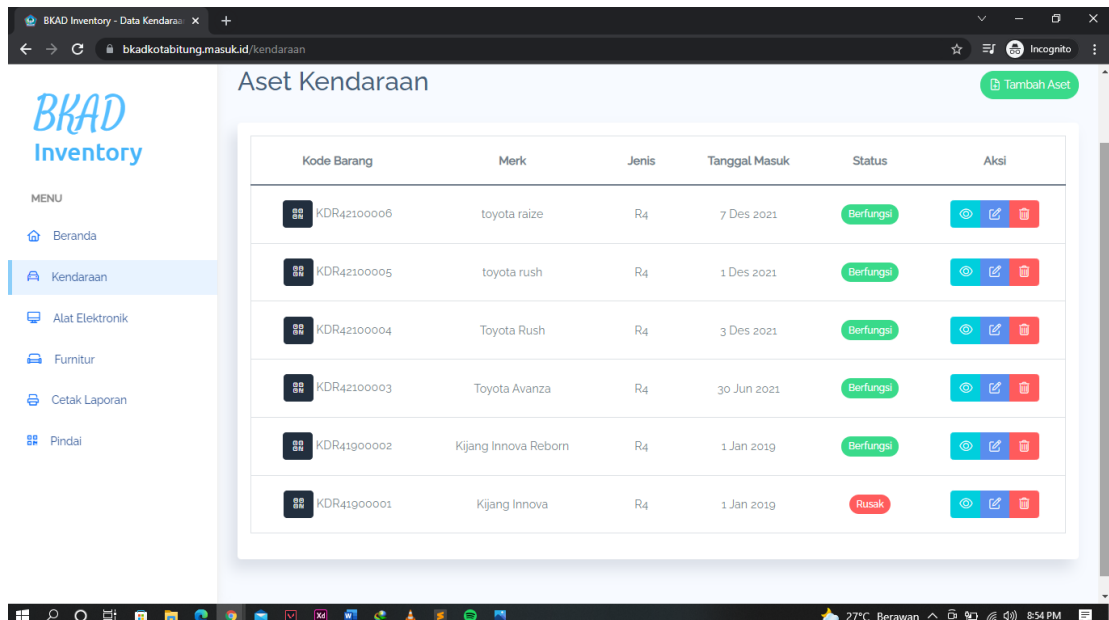 BKAD Inventory - Data Kendaraa
bkadkotabitung.masuk.id/kendaraan
Incognito
BKAD
Inventory
MENU
Beranda
Kendaraan
Alat Elektronik
Furnitur
Cetak Laporan
Pindai
Aset Kendaraan
Tambah Aset
Kode Barang Merk Jenis Tanggal Masuk Status Aksi
KDR42100006 toyota raize R4 7 Des 2021 Berfungsi
KDR42100005 toyota rush R4 1 Des 2021 Berfungsi
KDR42100004 Toyota Rush R4 3 Des 2021 Berfungsi
KDR42100003 Toyota Avanza R4 30 Jun 2021 Berfungsi
KDR41900002 Kijang Innova Reborn R4 1 Jan 2019 Berfungsi
KDR41900001 Kijang Innova R4 1 Jan 2019 Rusak
27°C Berawan 8:54 PM